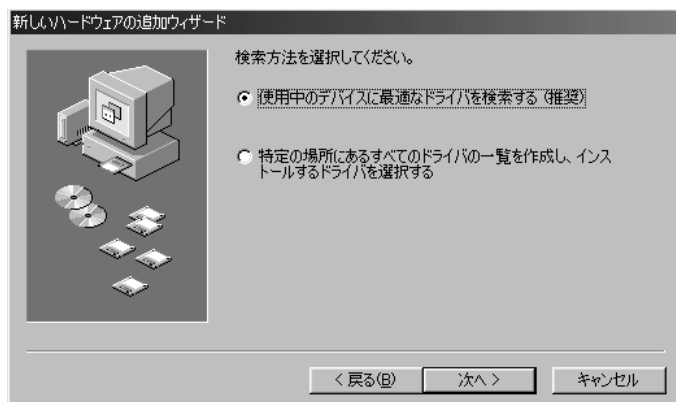 新しいハードウェアの追加ウィザード
検索方法を選択してください。
使用中のデバイスに最適なドライバを検索する (推奨)
特定の場所にあるすべてのドライバの一覧を作成し、インス
トールするドライバを選択する
< 戻る(B)
次へ >
キャンセル